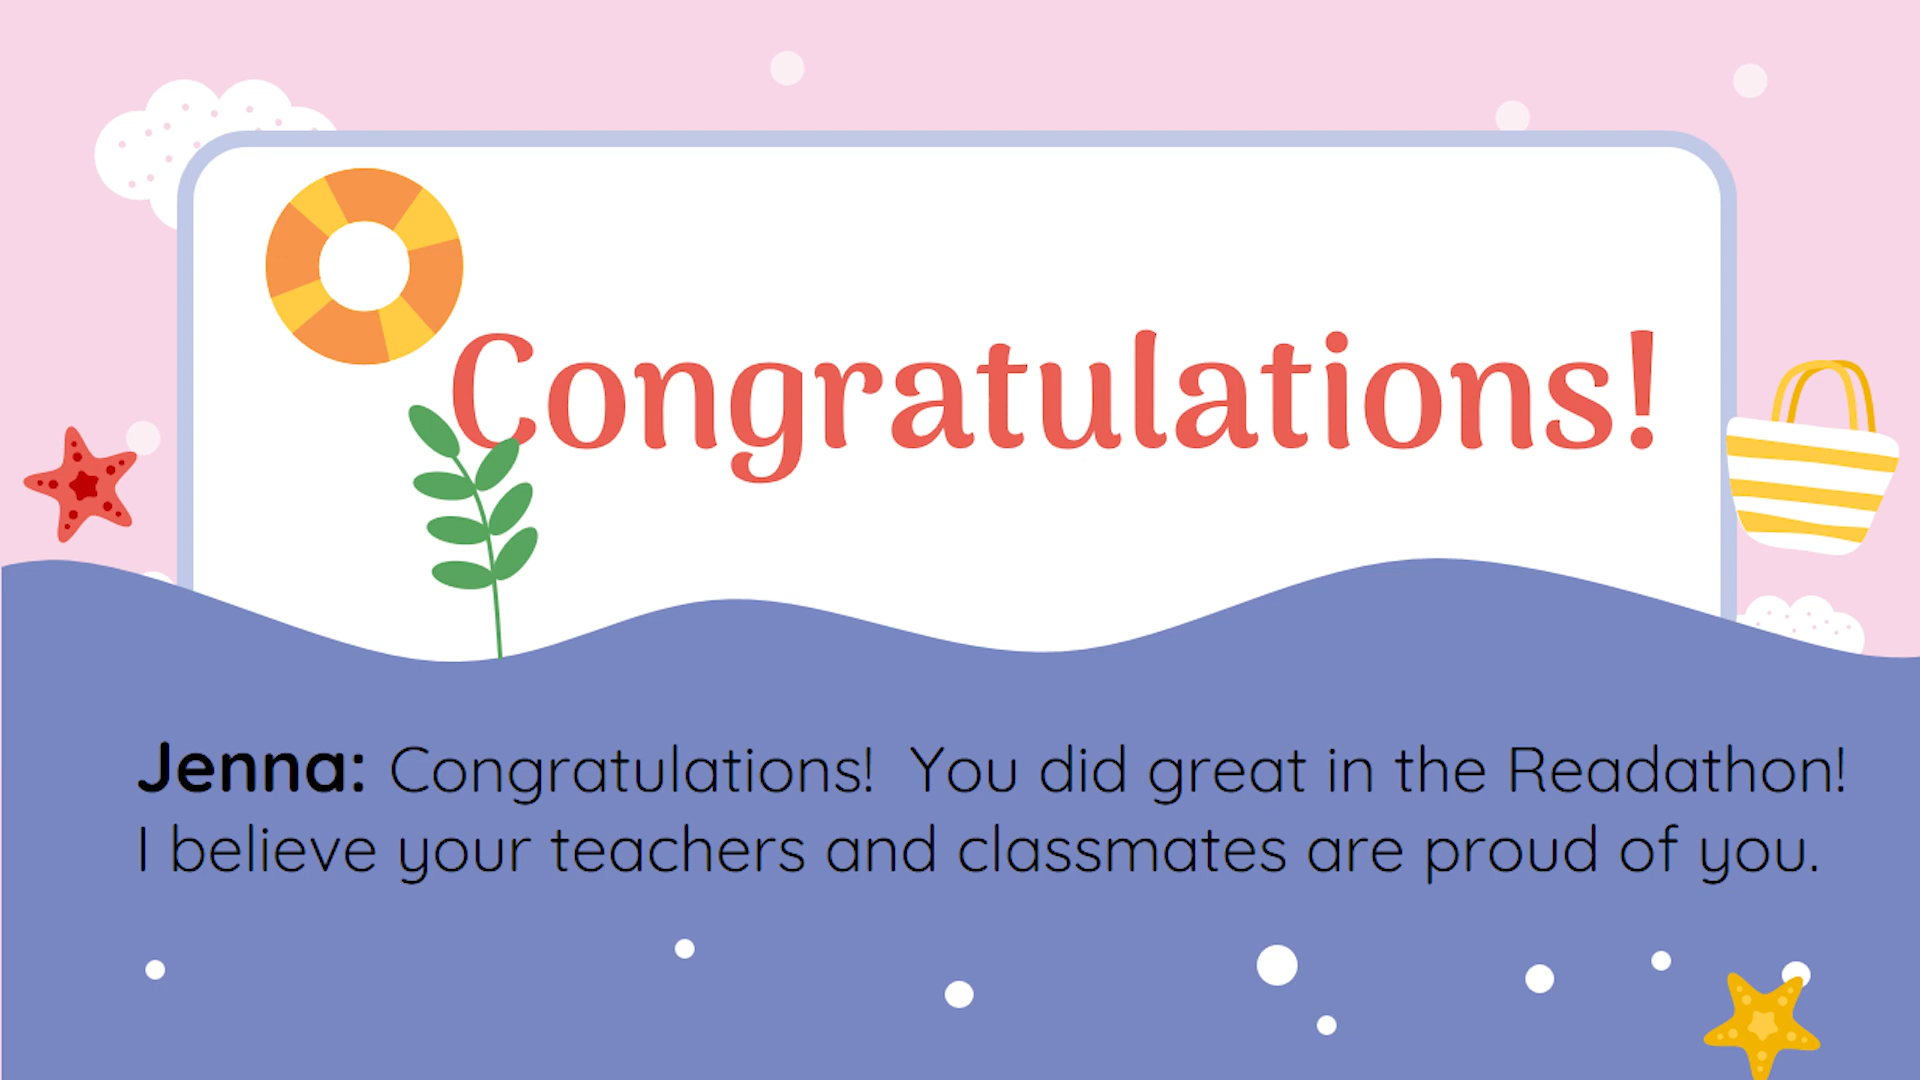 Congratulations!
Jenna: Congratulations!  You did great in the Readathon!
I believe your teachers and classmates are proud of you.